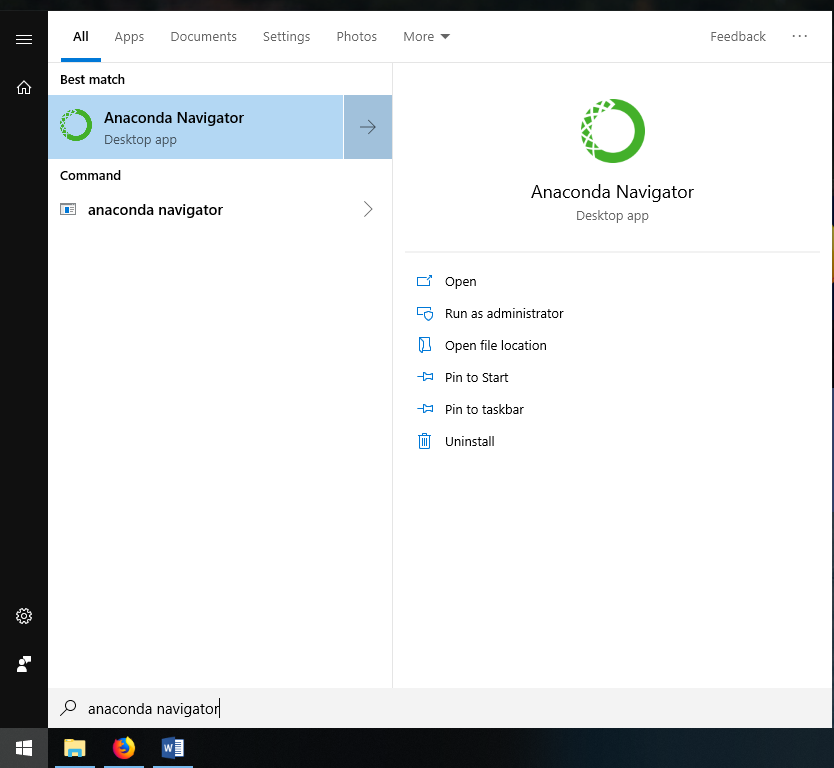 All Apps Documents Settings Photos More Feedback ...
Best match
Anaconda Navigator
Desktop app
Command
anaconda navigator
Anaconda Navigator
Desktop app
Open
Run as administrator
Open file location
Pin to Start
Pin to taskbar
Uninstall
anaconda navigator